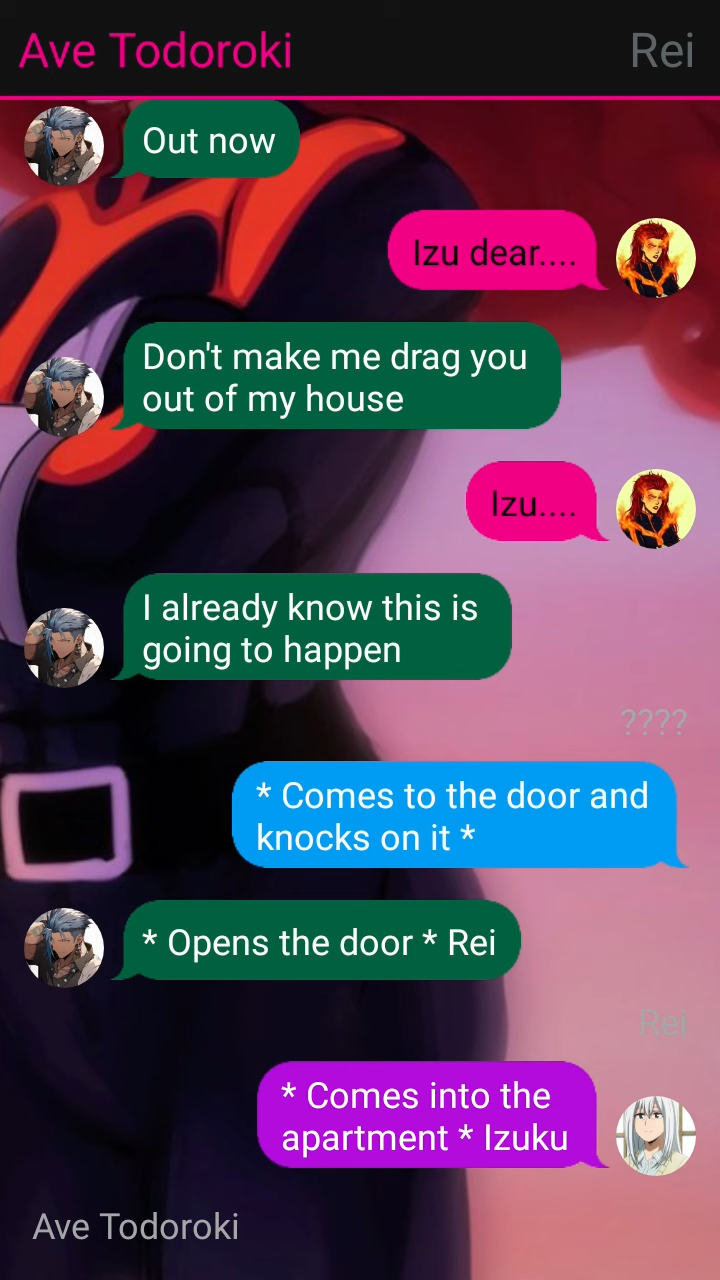 Ave Todoroki
Rei
Out now
Izu dear....
Don't make me drag you
out of my house
Izu....
I already know this is
going to happen
????
* Comes to the door and
knocks on it *
* Opens the door * Rei
Rei
* Comes into the
apartment * Izuku
Ave Todoroki